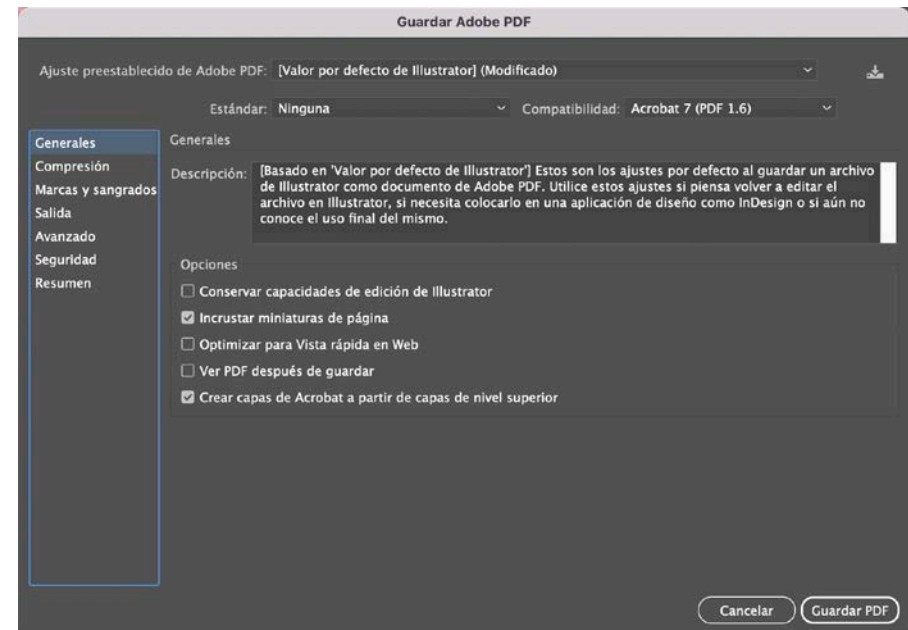 Guardar Adobe PDF
Ajuste preestablecido de Adobe PDF: [Valor por defecto de Illustrator] (Modificado)
Estándar: Ninguna Compatibilidad: Acrobat 7 (PDF 1.6)
Generales
Compresión
Marcas y sangrados
Salida
Avanzado
Seguridad
Resumen
Generales
Descripción: [Basado en 'Valor por defecto de Illustrator'] Estos son los ajustes por defecto al guardar un archivo
de Illustrator como documento de Adobe PDF. Utilice estos ajustes si piensa volver a editar el
archivo en Illustrator, si necesita colocarlo en una aplicación de diseño como InDesign o si aún no
conoce el uso final del mismo.
Opciones
Conservar capacidades de edición de Illustrator
Incrustar miniaturas de página
Optimizar para Vista rápida en Web
Ver PDF después de guardar
Crear capas de Acrobat a partir de capas de nivel superior
Cancelar Guardar PDF